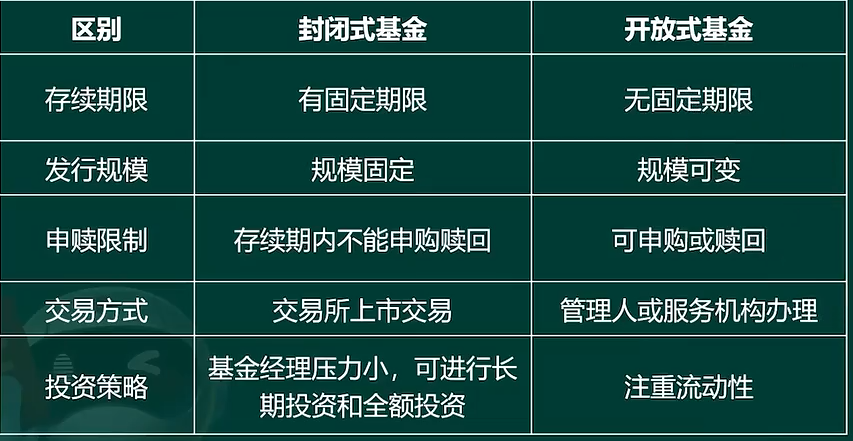 区别 封闭式基金 开放式基金
存续期限 有固定期限 无固定期限
发行规模 规模固定 规模可变
申赎限制 存续期内不能申购赎回 可申购或赎回
交易方式 交易所上市交易 管理人或服务机构办理
投资策略 基金经理压力小，可进行长
期投资和全额投资 注重流动性